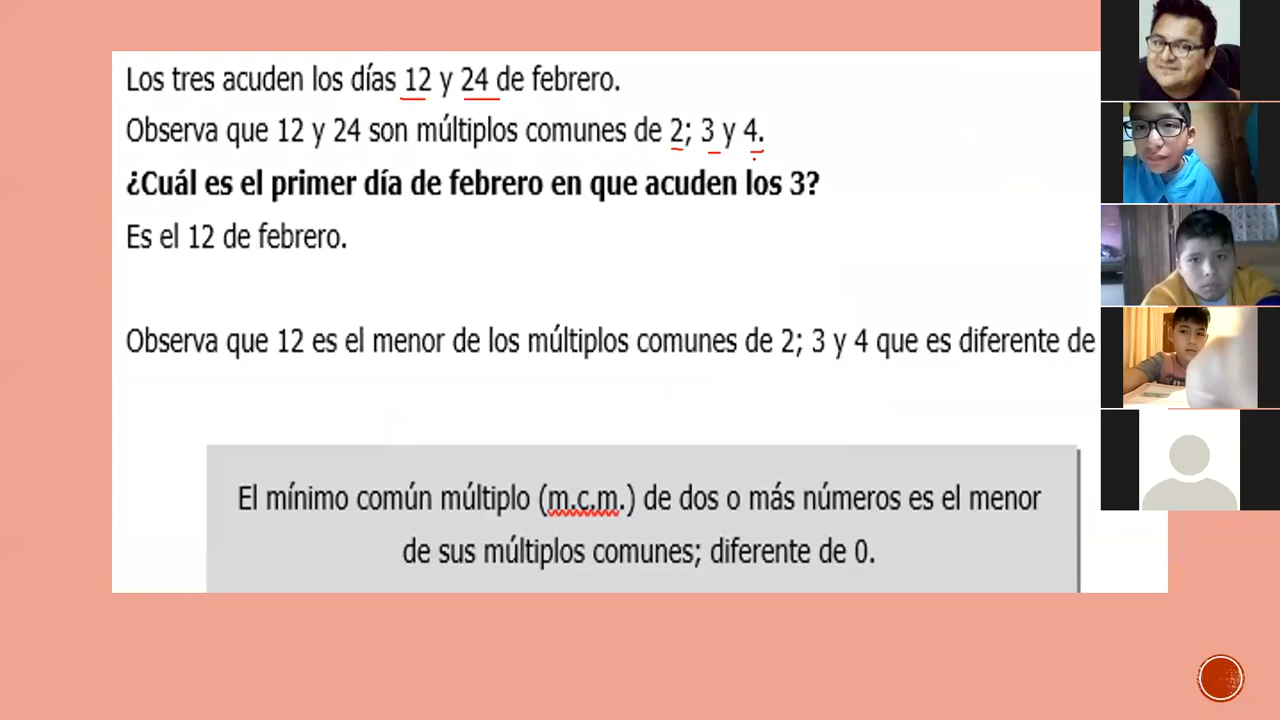 Los tres acuden los días 12 y 24 de febrero.
Observa que 12 y 24 son múltiplos comunes de 2; 3 y 4.
¿Cuál es el primer día de febrero en que acuden los 3?
Es el 12 de febrero.
Observa que 12 es el menor de los múltiplos comunes de 2; 3 y 4 que es diferente de
El mínimo común múltiplo (m.c.m.) de dos o más números es el menor
de sus múltiplos comunes; diferente de 0.